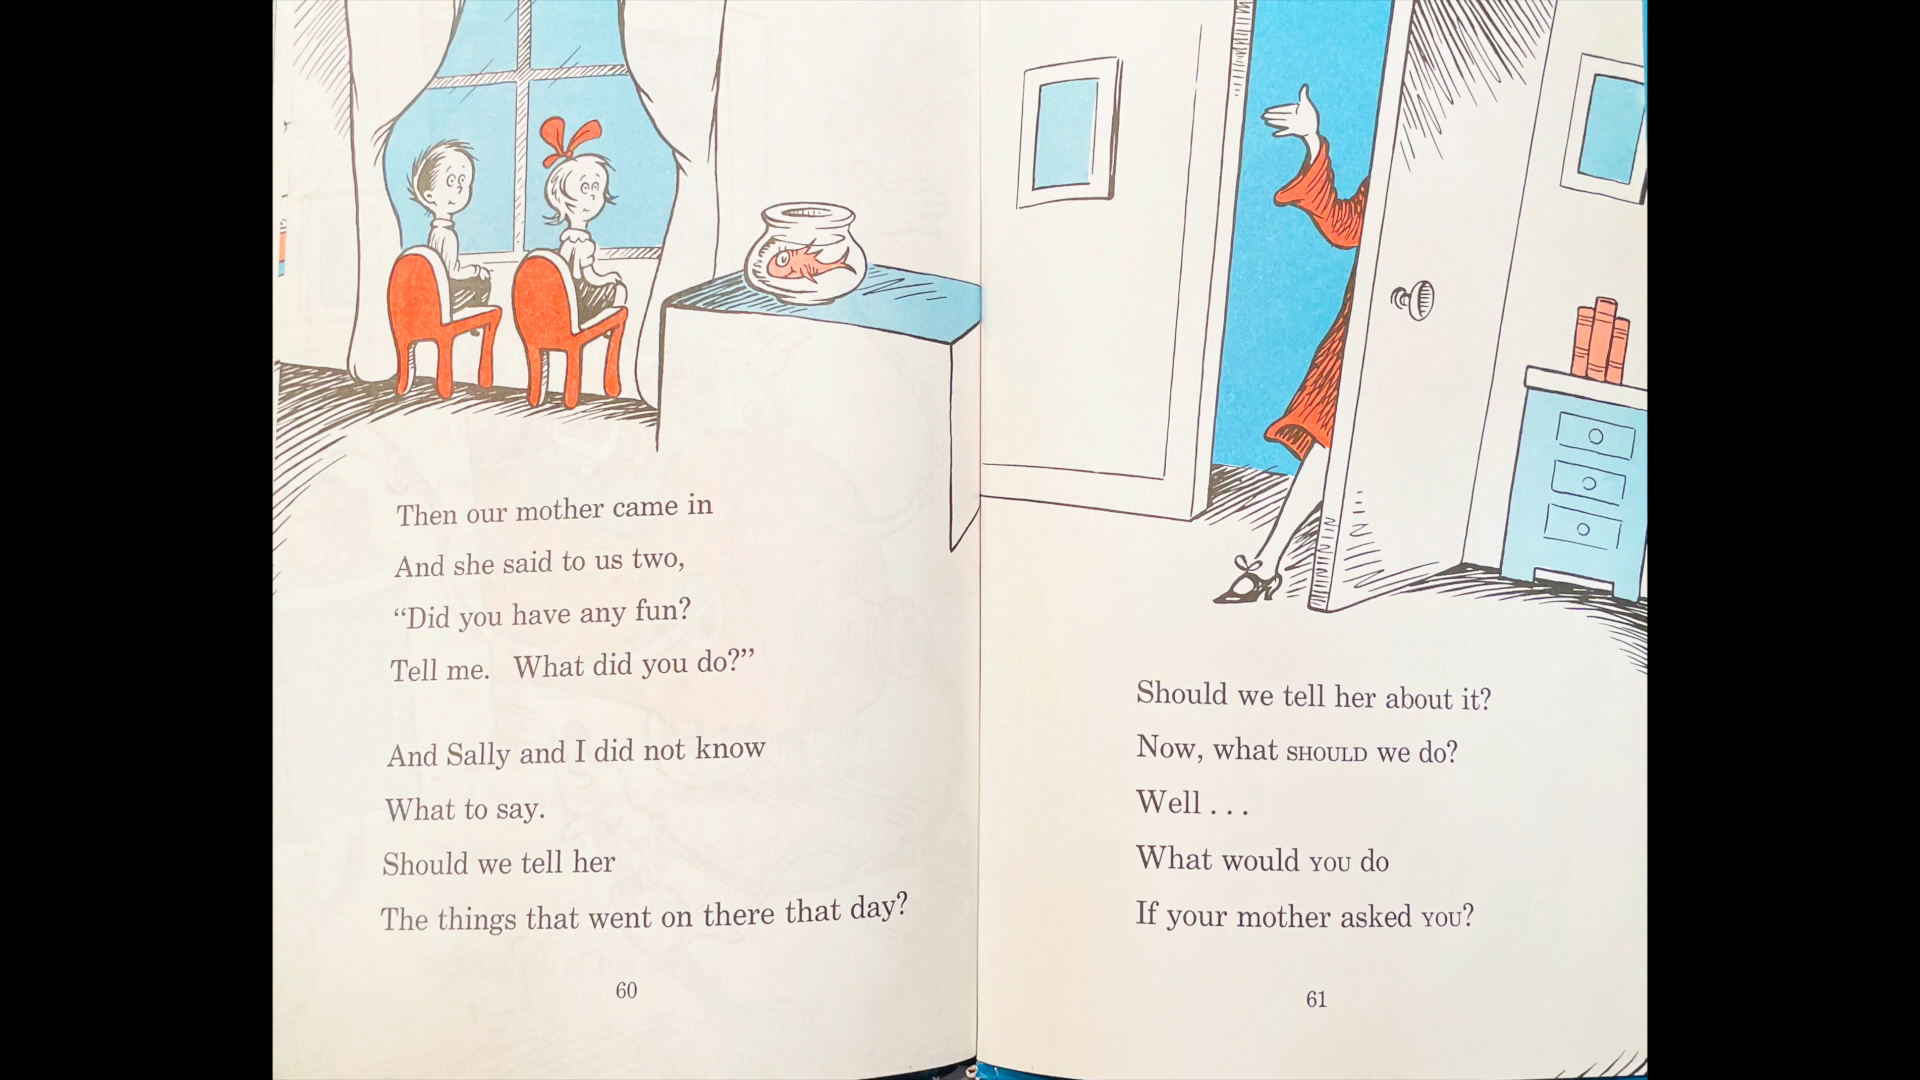 Then our mother came in
And she said to us two,
“Did you have any fun?
Tell me. What did you do?”
And Sally and I did not know
What to say.
Should we tell her
The things that went on there that day?
60
Should we tell her about it?
Now, what SHOULD we do?
Well . . .
What would YOU do
If your mother asked YOU?
61